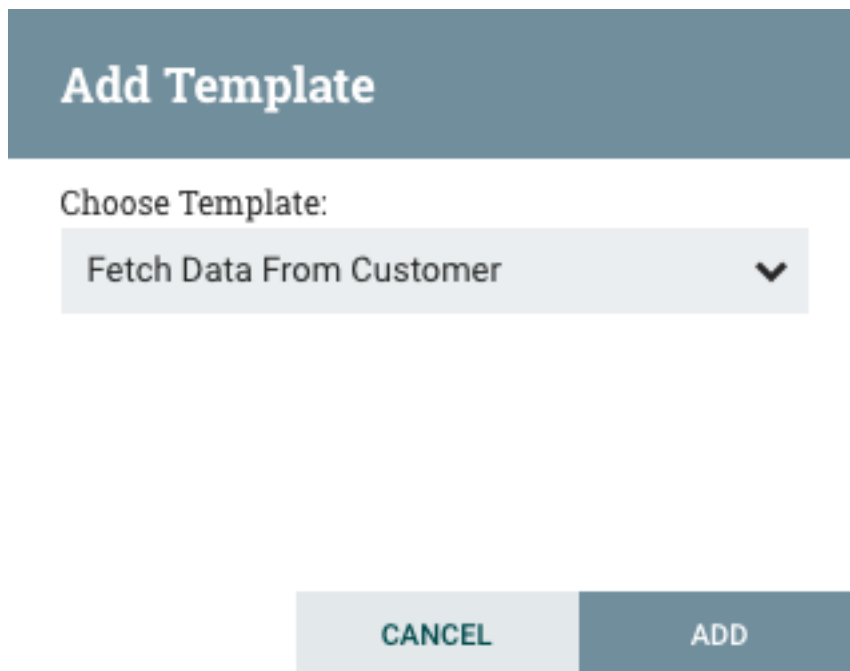 Add Template
Choose Template:
Fetch Data From Customer
CANCEL
ADD